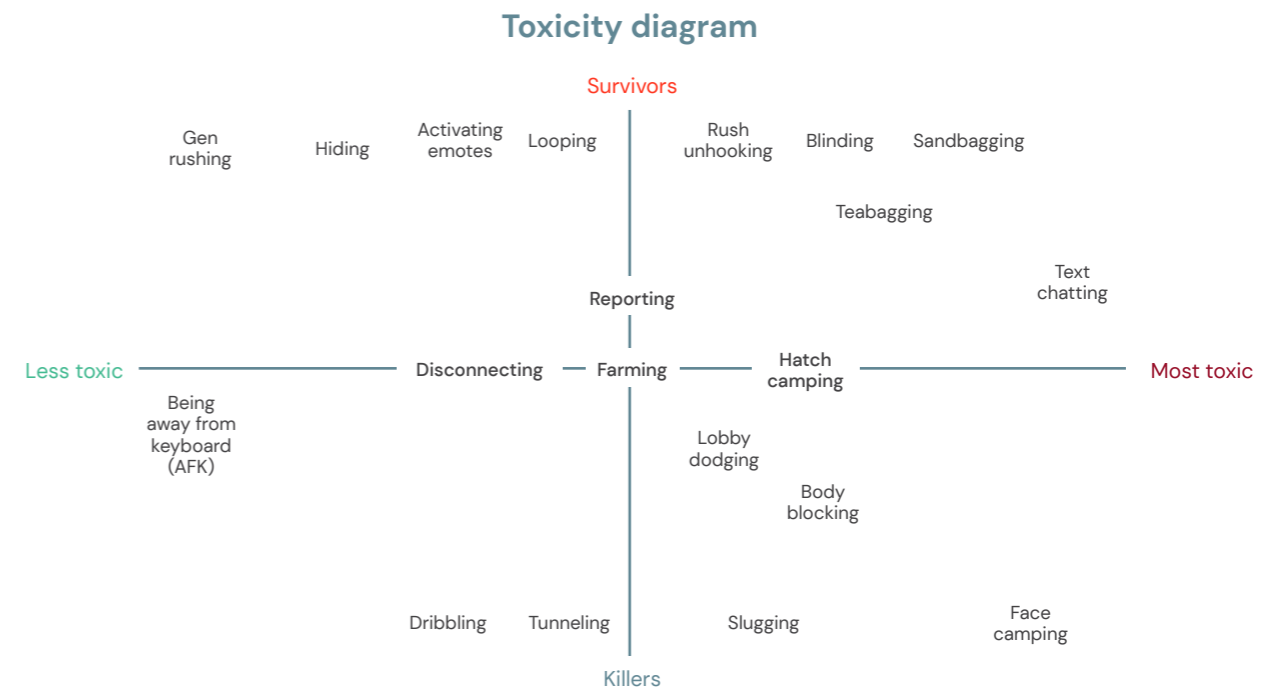 Toxicity diagram
Survivors
Gen
rushing
Hiding
Activating
emotes
Looping
Rush
unhooking
Blinding
Sandbagging
Teabagging
Text
chatting
Reporting
Less toxic
Disconnecting
Farming
Hatch
camping
Most toxic
Being
away from
keyboard
(AFK)
Lobby
dodging
Body
blocking
Dribbling
Tunneling
Slugging
Face
camping
Killers